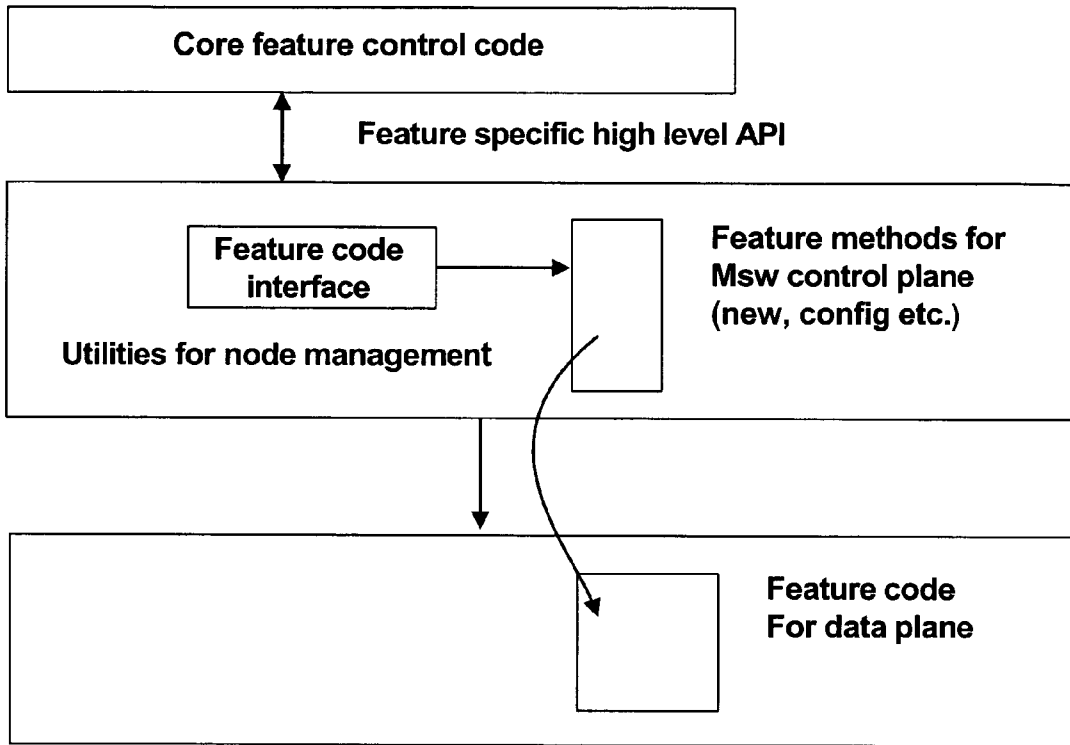 Core feature control code
Feature specific high level API
Feature code
interface
Feature methods for
Msw control plane
(new, config etc.)
Utilities for node management
Feature code
For data plane